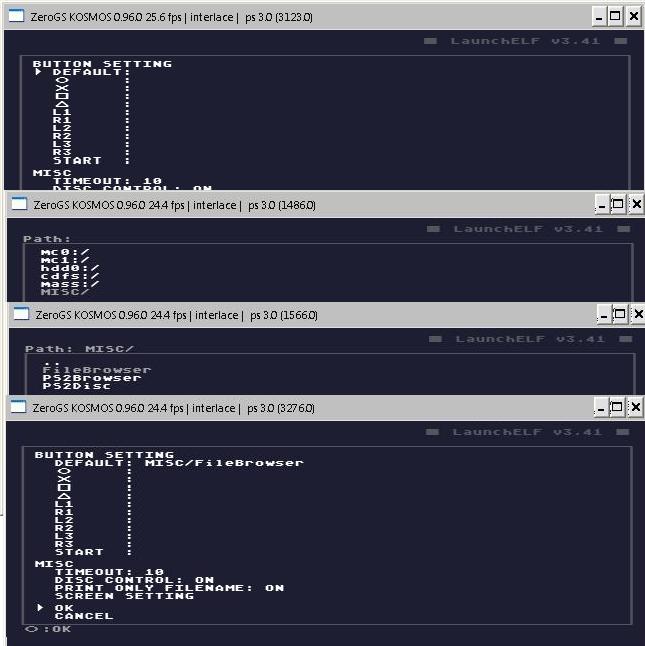 ZeroGS KOSMOS 0.96.0 25.6 fps | interlace | ps 3.0 (3123.0)
LaunchELF v3.41
BUTTON SETTING
DEFAULT:
○ :
× :
□ :
△ :
L1 :
R1 :
L2 :
R2 :
L3 :
R3 :
START :
MISC
TIMEOUT: 10
DISC CONTROL: ON
ZeroGS KOSMOS 0.96.0 24.4 fps | interlace | ps 3.0 (1486.0)
LaunchELF v3.41
Path:
mc0:/
mc1:/
hdd0:/
cdfs:/
mass:/
MISC/
ZeroGS KOSMOS 0.96.0 24.4 fps | interlace | ps 3.0 (1566.0)
LaunchELF v3.41
Path: MISC/
..
FileBrowser
PS2Browser
PS2Disc
ZeroGS KOSMOS 0.96.0 24.4 fps | interlace | ps 3.0 (3276.0)
LaunchELF v3.41
BUTTON SETTING
DEFAULT: MISC/FileBrowser
○ :
× :
□ :
△ :
L1 :
R1 :
L2 :
R2 :
L3 :
R3 :
START :
MISC
TIMEOUT: 10
DISC CONTROL: ON
PRINT ONLY FILENAME: ON
SCREEN SETTING
OK
CANCEL
○:OK